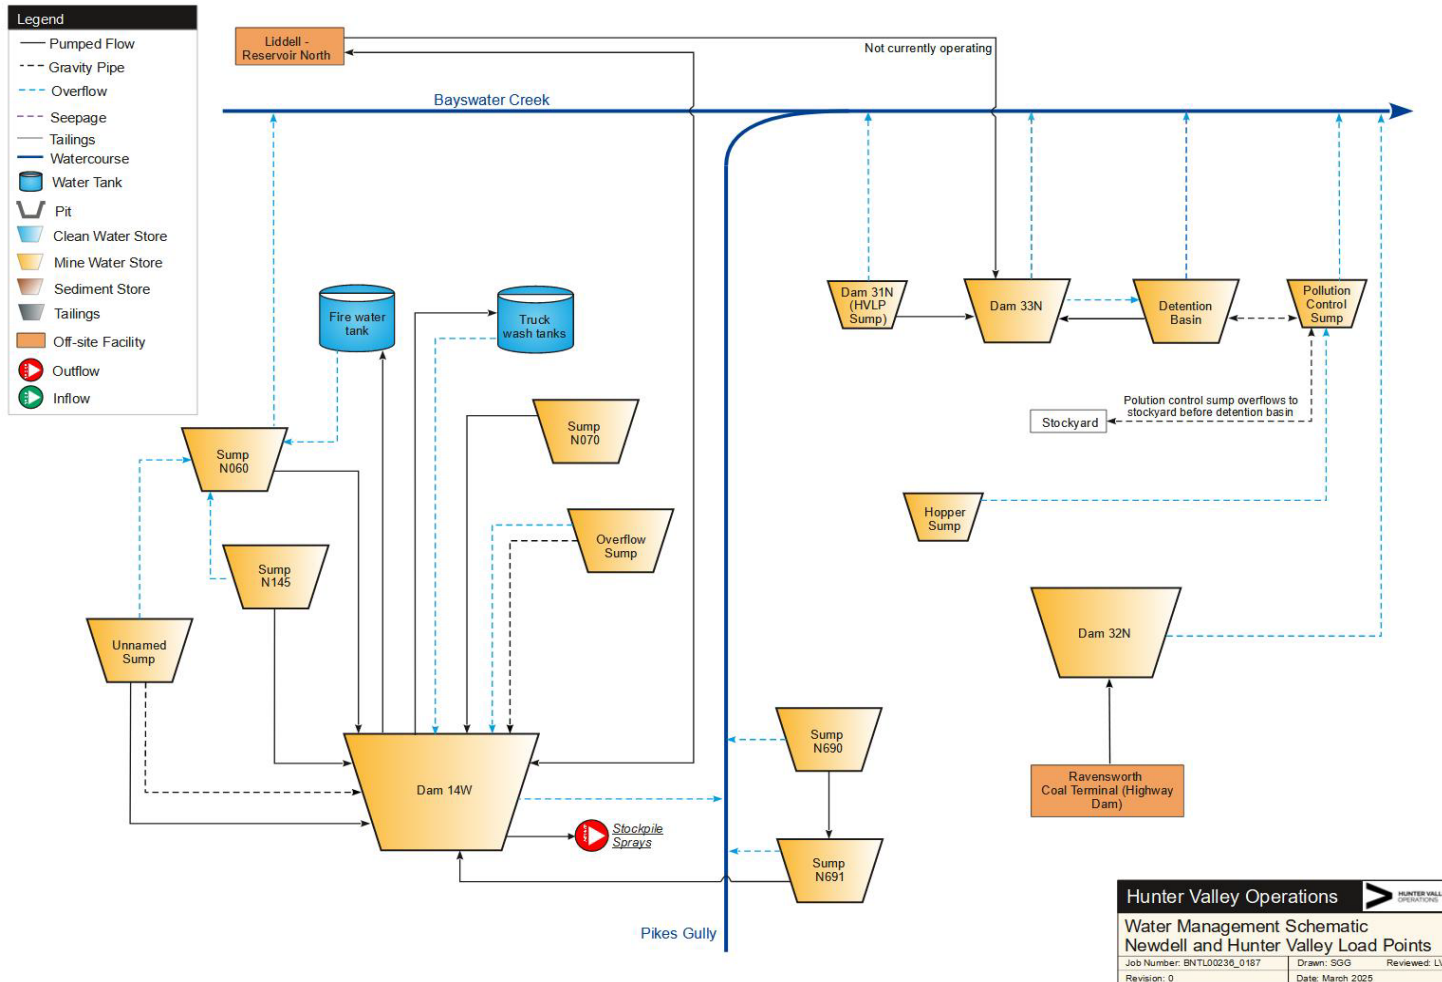 Legend
Pumped Flow
Gravity Pipe
Overflow
Seepage
Tailings
Watercourse
Water Tank
Pit
Clean Water Store
Mine Water Store
Sediment Store
Tailings
Off-site Facility
Outflow
Inflow
Liddell -
Reservoir North
Not currently operating
Bayswater Creek
Fire water
tank
Truck
wash tanks
Dam 31N
(HVLP
Sump)
Dam 33N
Detention
Basin
Pollution
Control
Sump
Polution control sump overflows to
stockyard before detention basin
Stockyard
Sump
N060
Sump
N070
Sump
N145
Overflow
Sump
Hopper
Sump
Unnamed
Sump
Dam 32N
Dam 14W
Stockpile
Sprays
Sump
N690
Sump
N691
Ravensworth
Coal Terminal (Highway
Dam)
Pikes Gully
Hunter Valley Operations
HUNTER VALL
OPERATIONS
Water Management Schematic
Newdell and Hunter Valley Load Points
Job Number: BNTL00236_0187
Drawn: SGG
Reviewed:
Revision: 0
Date: March 2025